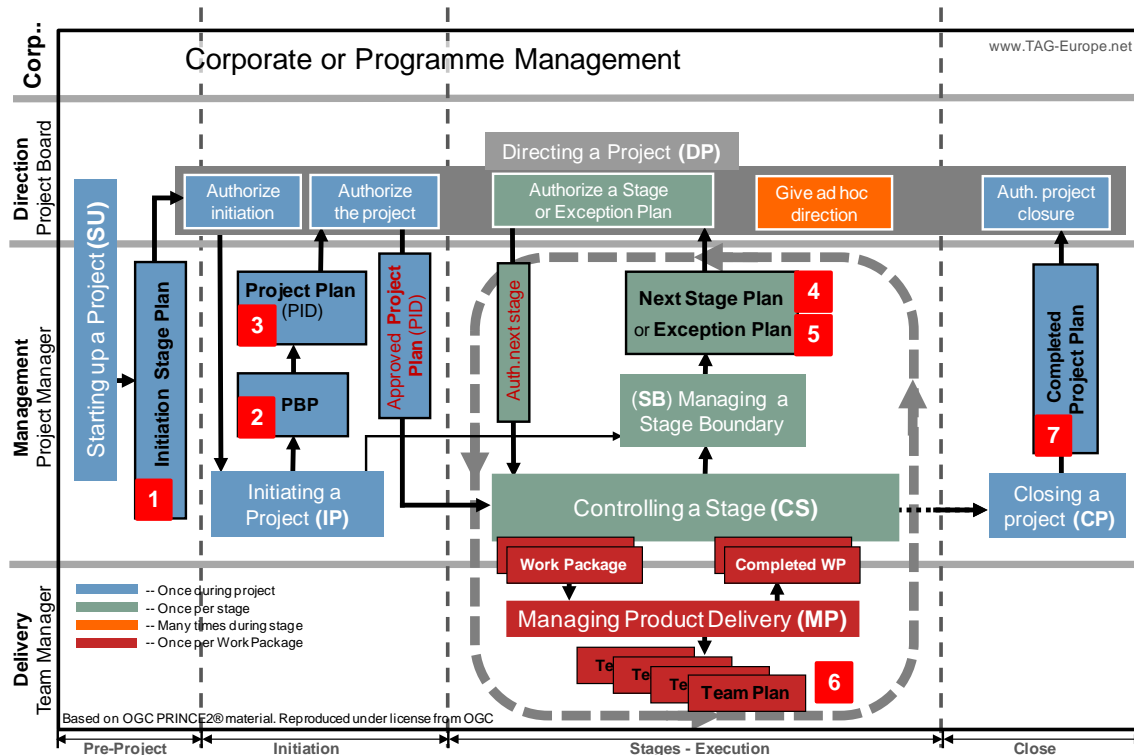 Corp..
Corporate or Programme Management
www.TAG-Europe.net
Direction
Project Board
Directing a Project (DP)
Authorize
initiation
Authorize
the project
Authorize a Stage
or Exception Plan
Give ad hoc
direction
Auth. project
closure
Management
Project Manager
Starting up a Project (SU)
Initiation Stage Plan
1
Project Plan
(PID)
3
PBP
2
Initiating a
Project (IP)
Approved Project
Plan (PID)
Auth.next stage
Next Stage Plan
or Exception Plan
4
5
(SB) Managing a
Stage Boundary
Controlling a Stage (CS)
Completed
Project Plan
7
Closing a
project (CP)
Delivery
Team Manager
Work Package
Completed WP
Managing Product Delivery (MP)
Te
Te
Te
Team Plan
6
-- Once during project
-- Once per stage
-- Many times during stage
-- Once per Work Package
Based on OGC PRINCE2® material. Reproduced under license from OGC
Pre-Project
Initiation
Stages - Execution
Close